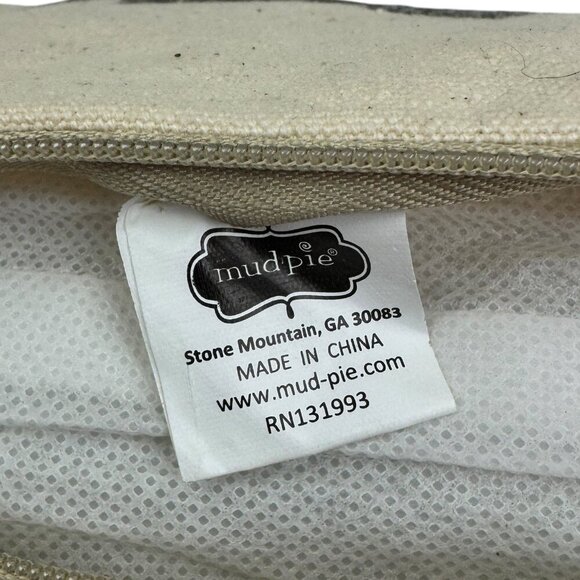 mud·pie®
Stone Mountain, GA 30083
MADE IN CHINA
www.mud-pie.com
RN131993